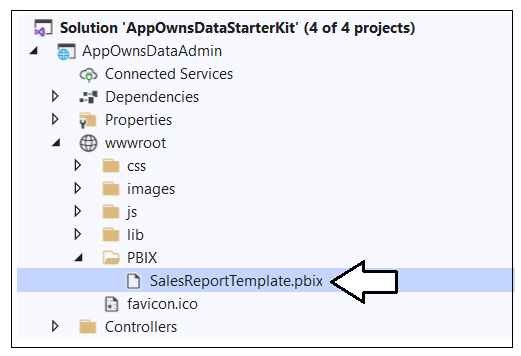 Solution 'AppOwnsDataStarterKit' (4 of 4 projects)
AppOwnsDataAdmin
Connected Services
Dependencies
Properties
wwwroot
css
images
js
lib
PBIX
SalesReportTemplate.pbix
favicon.ico
Controllers